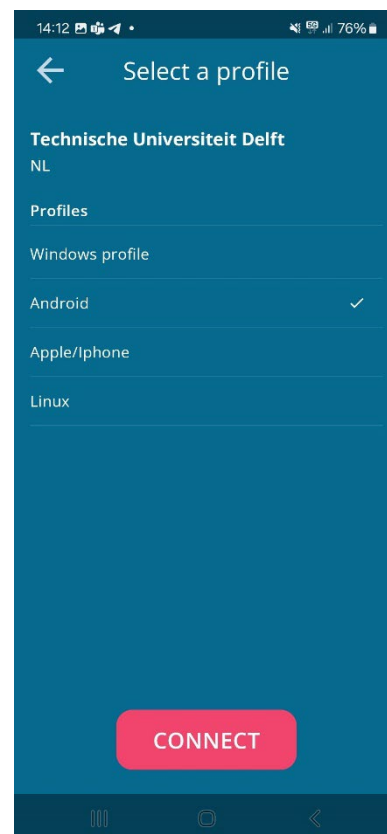 14:12 76%
Select a profile
Technische Universiteit Delft
NL
Profiles
Windows profile
Android
Apple/Iphone
Linux
CONNECT